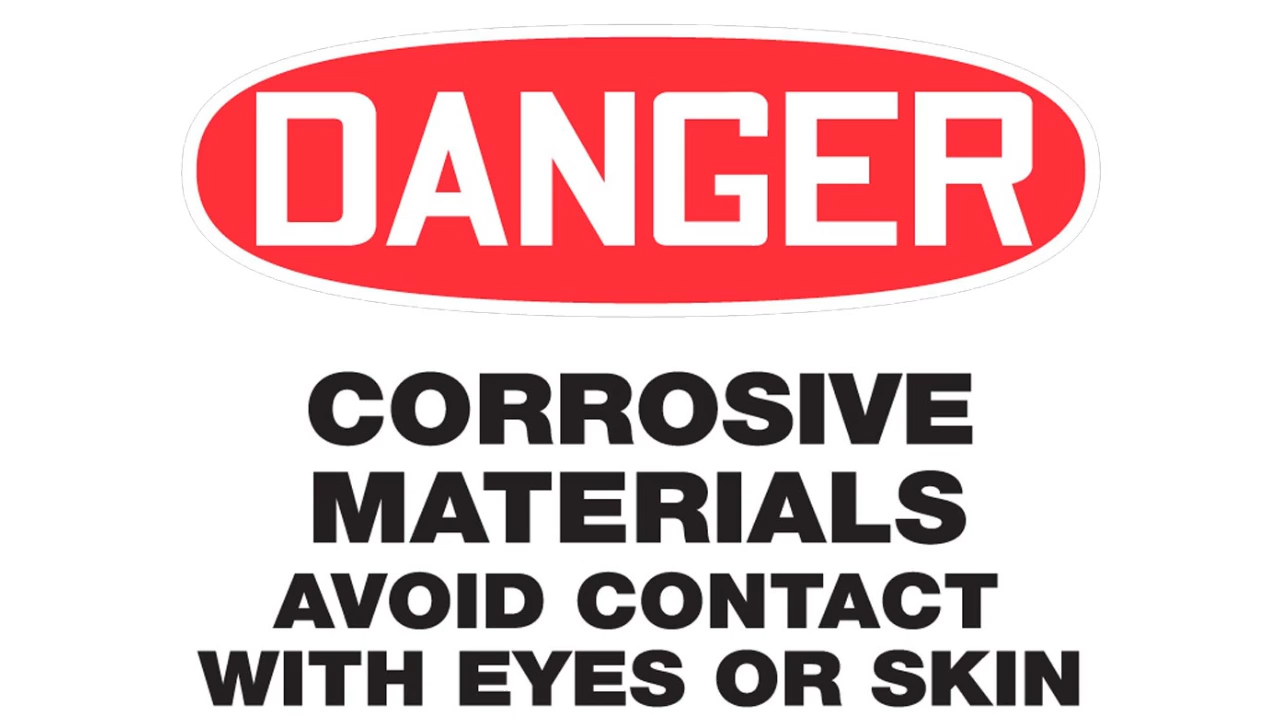 DANGER
CORROSIVE
MATERIALS
AVOID CONTACT
WITH EYES OR SKIN